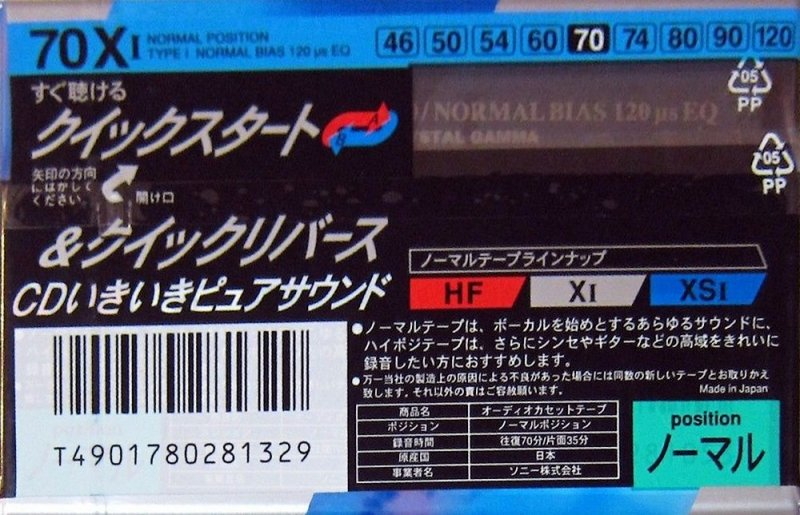 70XI NORMAL POSITION
TYPE I NORMAL BIAS 120 μs EQ
46 50 54 60 70 74 80 90 120
すぐ聴ける
クイックスタート
A B
/NORMAL BIAS 120 μs EQ
STAL GAMMA
05
PP
05
PP
矢印の方向
にはがして
ください。
開け口
&クイックリバース
CDいきいきピュアサウンド
ノーマルテープラインナップ
HF XI XSI
●ノーマルテープは、ボーカルを始めとするあらゆるサウンドに、
ハイポジテープは、さらにシンセやギターなどの高域をきれいに
録音したい方におすすめします。
●万一当社の製造上の原因による不良があった場合には同数の新しいテープとお取りかえ
致します。それ以外の責はご容赦願います。
Made in Japan
商品名 オーディオカセットテープ
ポジション ノーマルポジション
録音時間 往復70分/片面35分
原産国 日本
事業者名 ソニー株式会社
position
ノーマル
T4901780281329